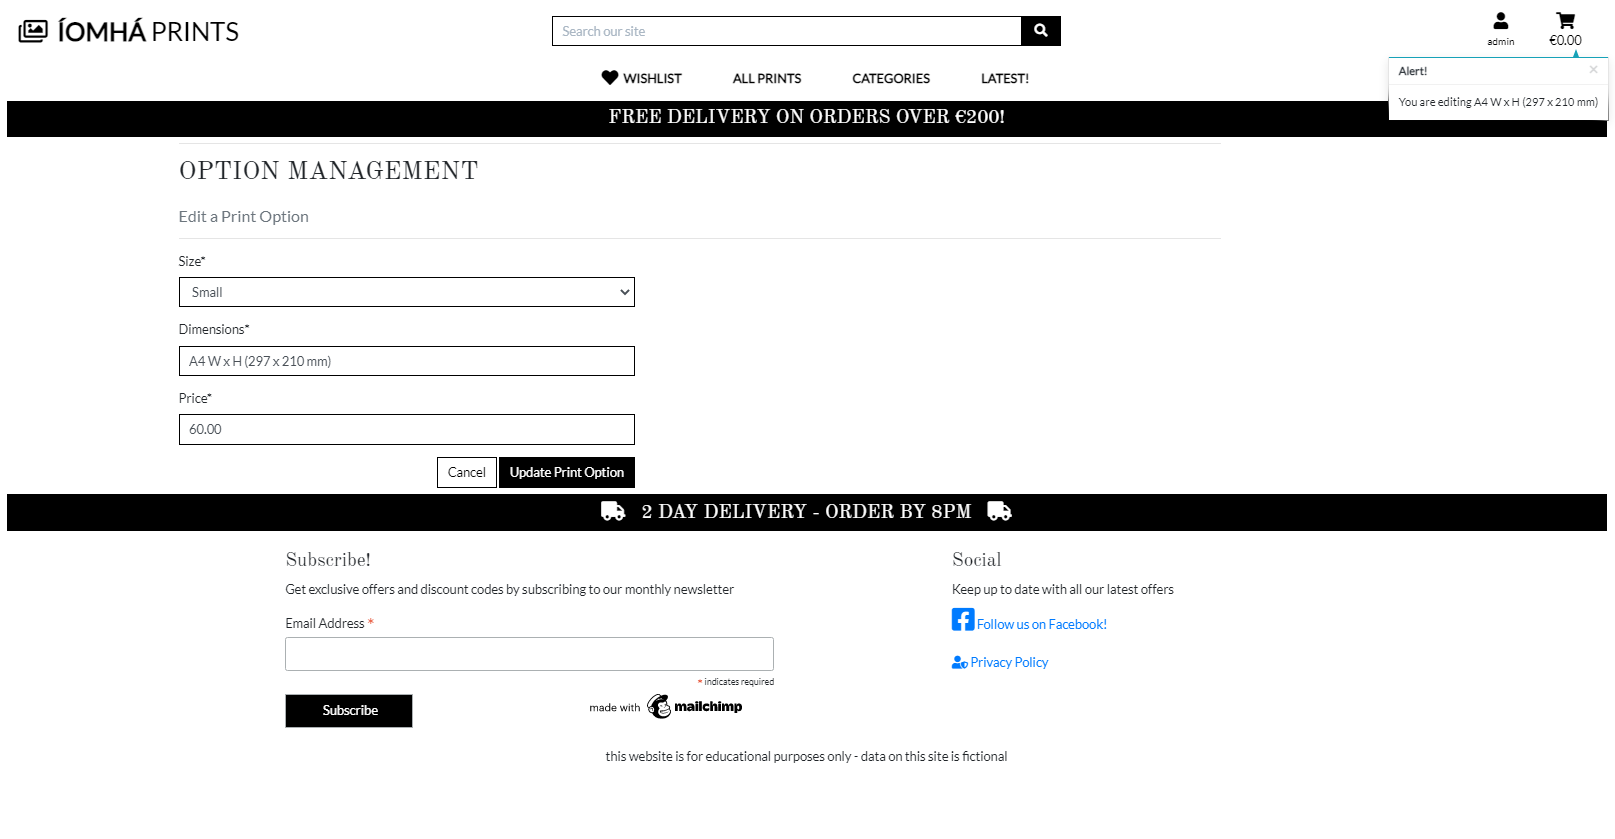 ÍOMHÁ PRINTS
Search our site
admin
€0.00
WISHLIST
ALL PRINTS
CATEGORIES
LATEST!
Alert!
×
You are editing A4 W x H (297 x 210 mm)
FREE DELIVERY ON ORDERS OVER €200!
OPTION MANAGEMENT
Edit a Print Option
Size*
Small
Dimensions*
A4 W x H (297 x 210 mm)
Price*
60.00
Cancel
Update Print Option
2 DAY DELIVERY - ORDER BY 8PM
Subscribe!
Get exclusive offers and discount codes by subscribing to our monthly newsletter
Email Address *
* indicates required
Subscribe
made with mailchimp
Social
Keep up to date with all our latest offers
Follow us on Facebook!
Privacy Policy
this website is for educational purposes only - data on this site is fictional